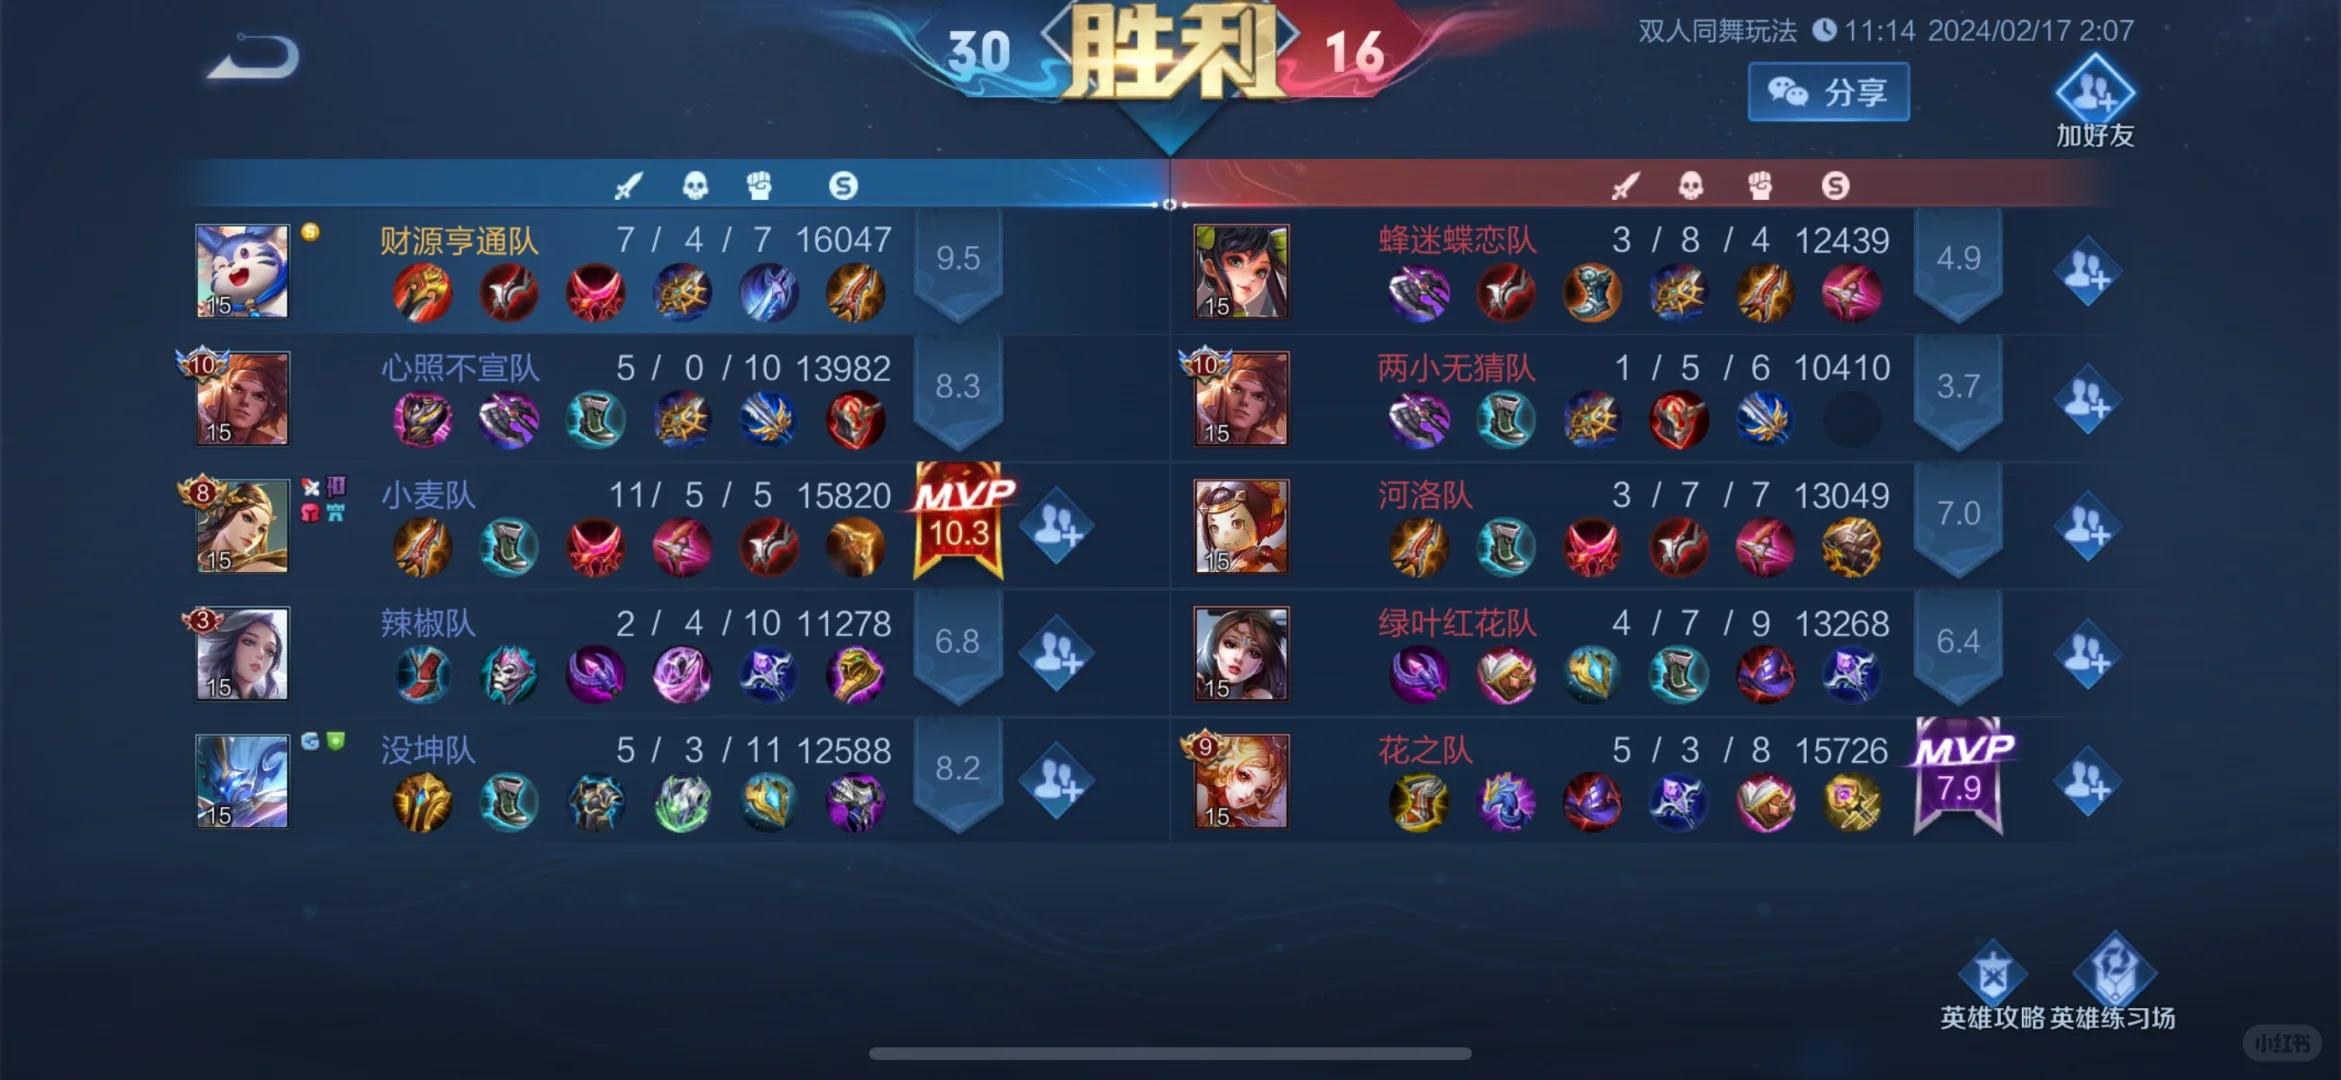 30 胜利 16
双人同舞玩法 11:14 2024/02/17 2:07
分享
加好友
S S
15 S 财源亨通队 7 / 4 / 7 16047 9.5
15 蜂迷蝶恋队 3 / 8 / 4 12439 4.9
10 15 心照不宣队 5 / 0 / 10 13982 8.3
10 15 两小无猜队 1 / 5 / 6 10410 3.7
8 15 小麦队 11 / 5 / 5 15820 MVP 10.3
15 河洛队 3 / 7 / 7 13049 7.0
3 15 辣椒队 2 / 4 / 10 11278 6.8
15 绿叶红花队 4 / 7 / 9 13268 6.4
15 没坤队 5 / 3 / 11 12588 8.2
9 15 花之队 5 / 3 / 8 15726 MVP 7.9
英雄攻略 英雄练习场
小红书